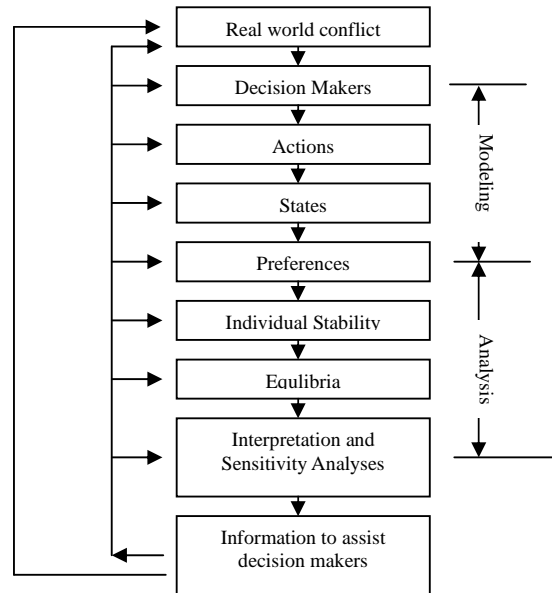 Real world conflict
Decision Makers
Actions
States
Preferences
Individual Stability
Equlibria
Interpretation and
Sensitivity Analyses
Information to assist
decision makers
Modeling
Analysis